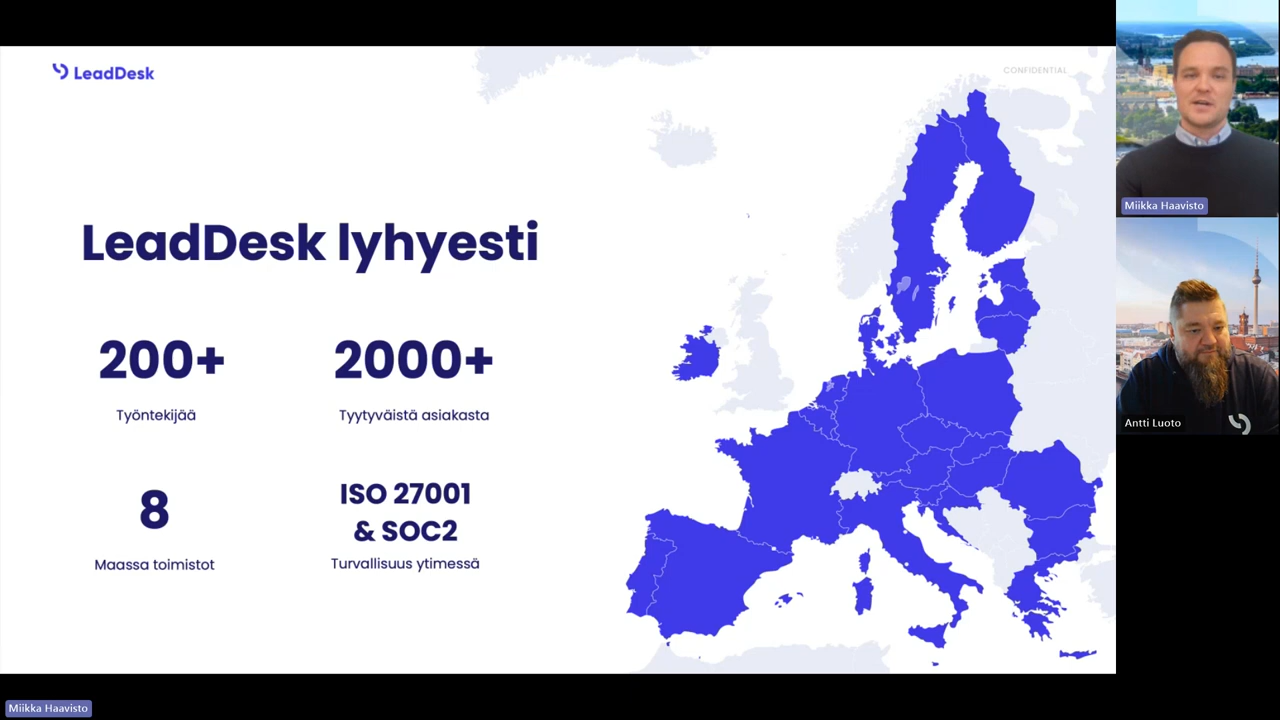 LeadDesk
CONFIDENTIAL
LeadDesk lyhyesti
200+
Työntekijää
2000+
Tyytyväistä asiakasta
8
Maassa toimistot
ISO 27001
& SOC2
Turvallisuus ytimessä
Miikka Haavisto
Antti Luoto
Miikka Haavisto